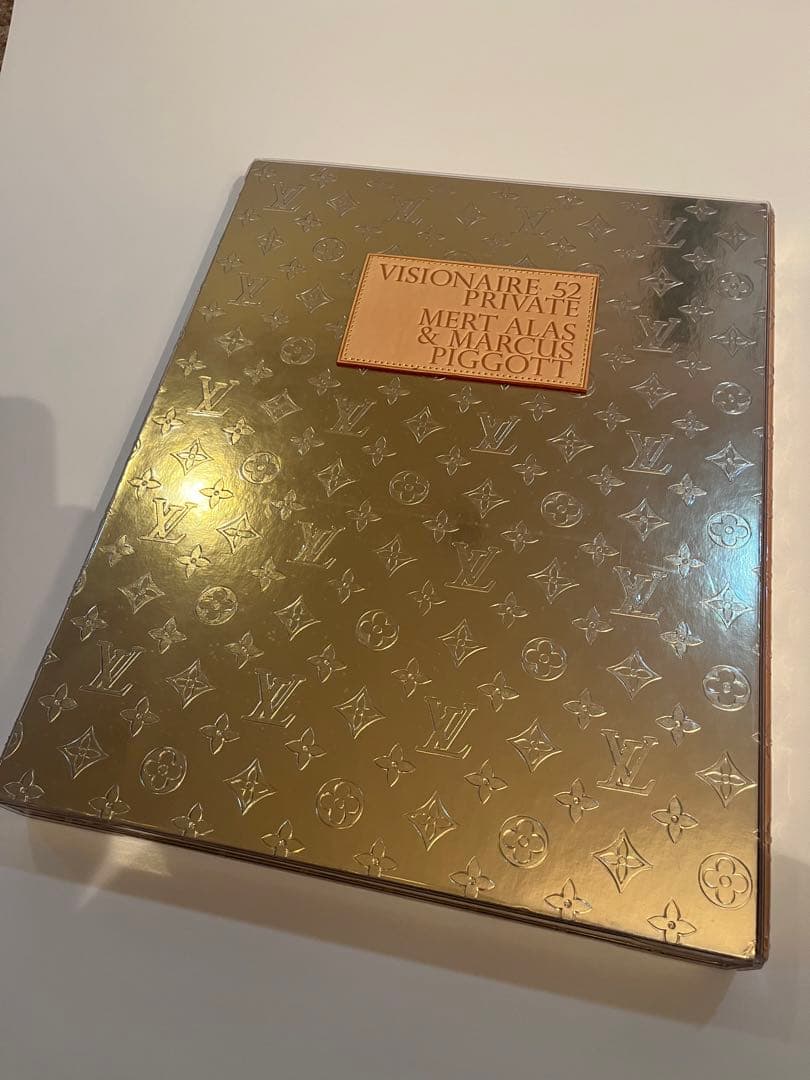 VISIONAIRE 52
PRIVATE
MERT ALAS
& MARCUS
PIGGOTT